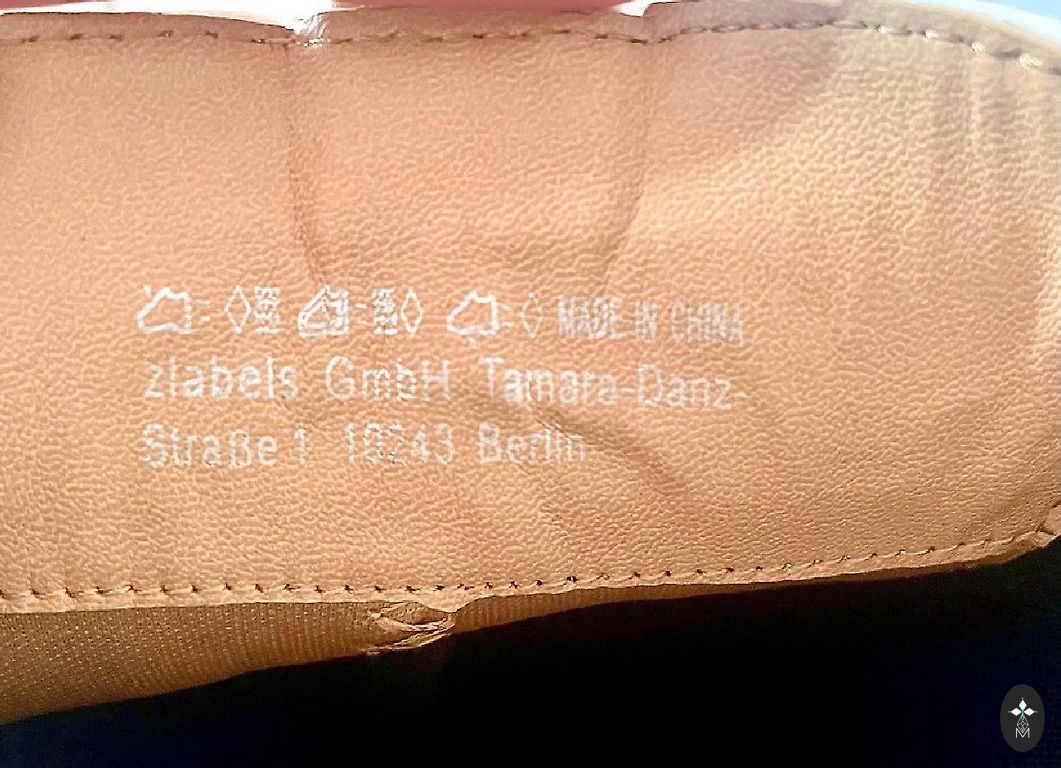 MADE IN CHINA
zlabels GmbH Tamara-Danz-
Straße 1 10243 Berlin